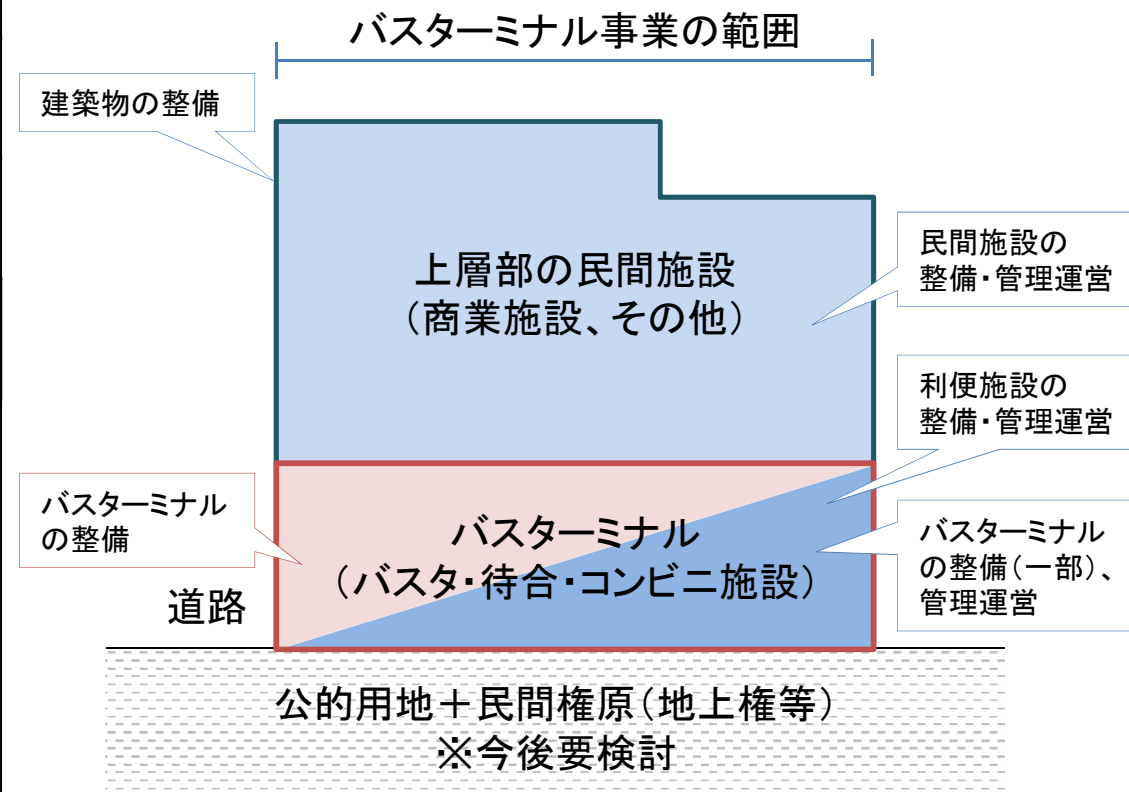 バスターミナル事業の範囲
建築物の整備
上層部の民間施設
（商業施設、その他）
民間施設の
整備・管理運営
利便施設の
整備・管理運営
バスターミナル
の整備
バスターミナル
（バスタ・待合・コンビニ施設）
バスターミナル
の整備（一部）、
管理運営
道路
公的用地＋民間権原（地上権等）
※今後要検討